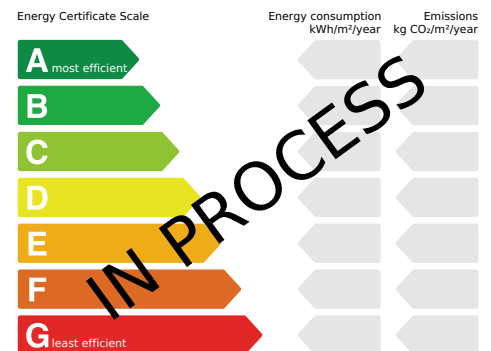 Energy Certificate Scale
Energy consumption
kWh/m²/year
Emissions
kg CO₂/m²/year
A most efficient
B
C
D
E
F
G least efficient
IN PROCESS